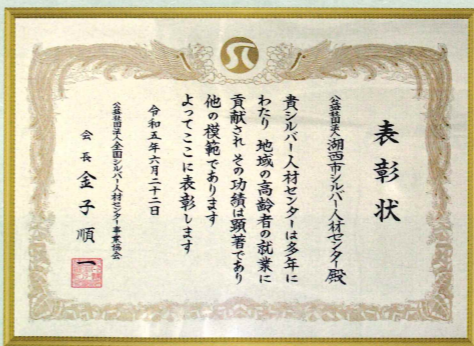 表彰状
公益社団法人 湖西市シルバー人材センター殿
貴シルバー人材センターは多年に
わたり 地域の高齢者の就業に
貢献され その功績は顕著であり
他の模範であります
よってここに表彰します
令和五年六月二十二日
公益社団法人全国シルバー人材センター事業協会
会長 金子順一